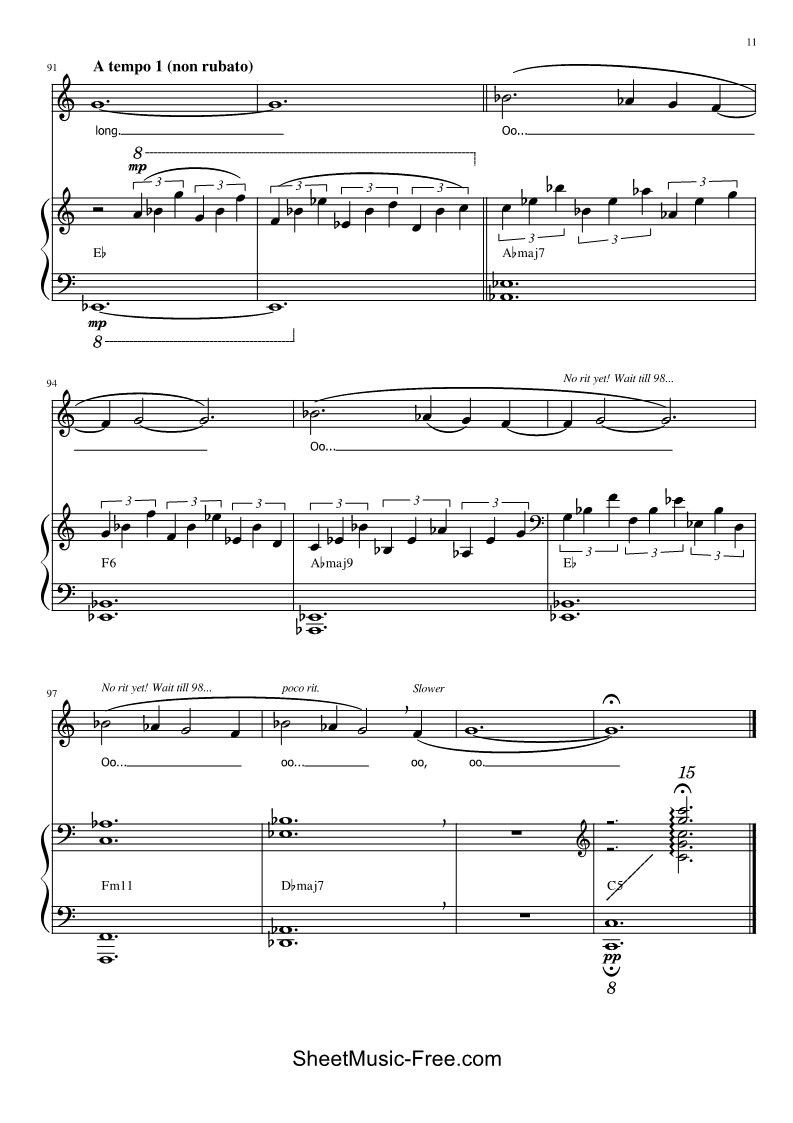 11
91
A tempo 1 (non rubato)
long.
Oo...
8
mp
3 3 3 3 3 3 3 3 3
E♭
A♭maj7
mp
8
94
No rit yet! Wait till 98...
Oo...
3 3 3 3 3 3 3 3 3
F6
A♭maj9
E♭
97
No rit yet! Wait till 98...
poco rit.
Slower
Oo...
oo...
oo,
oo.
15
Fm11
D♭maj7
C5
pp
8
SheetMusic-Free.com